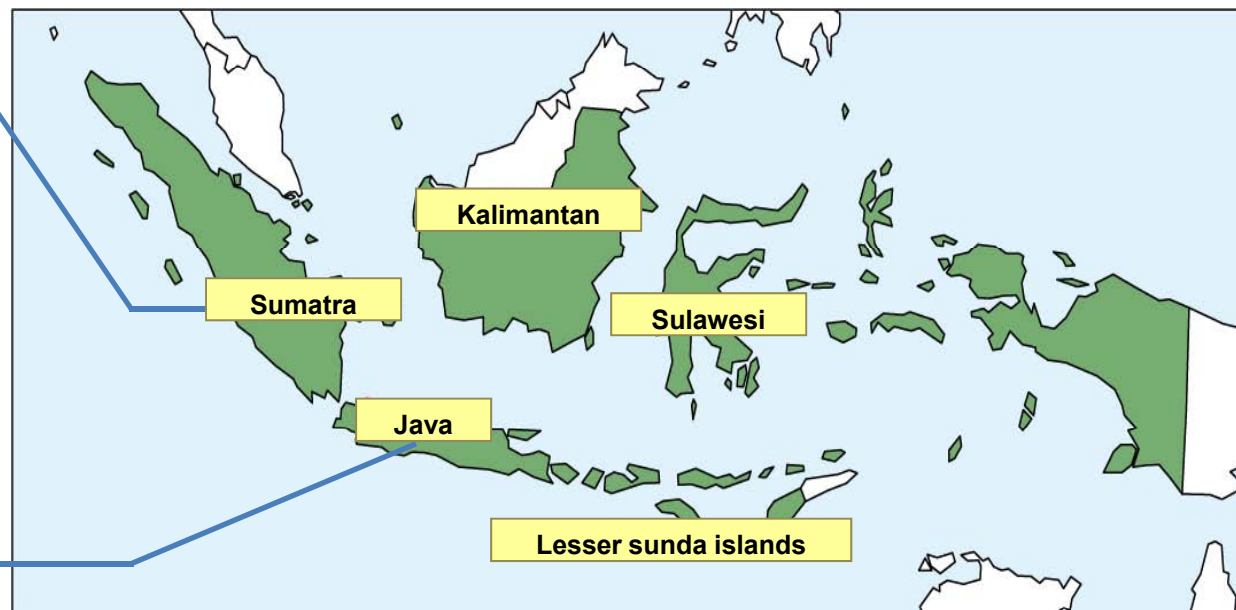 Kalimantan
Sumatra
Sulawesi
Java
Lesser sunda islands